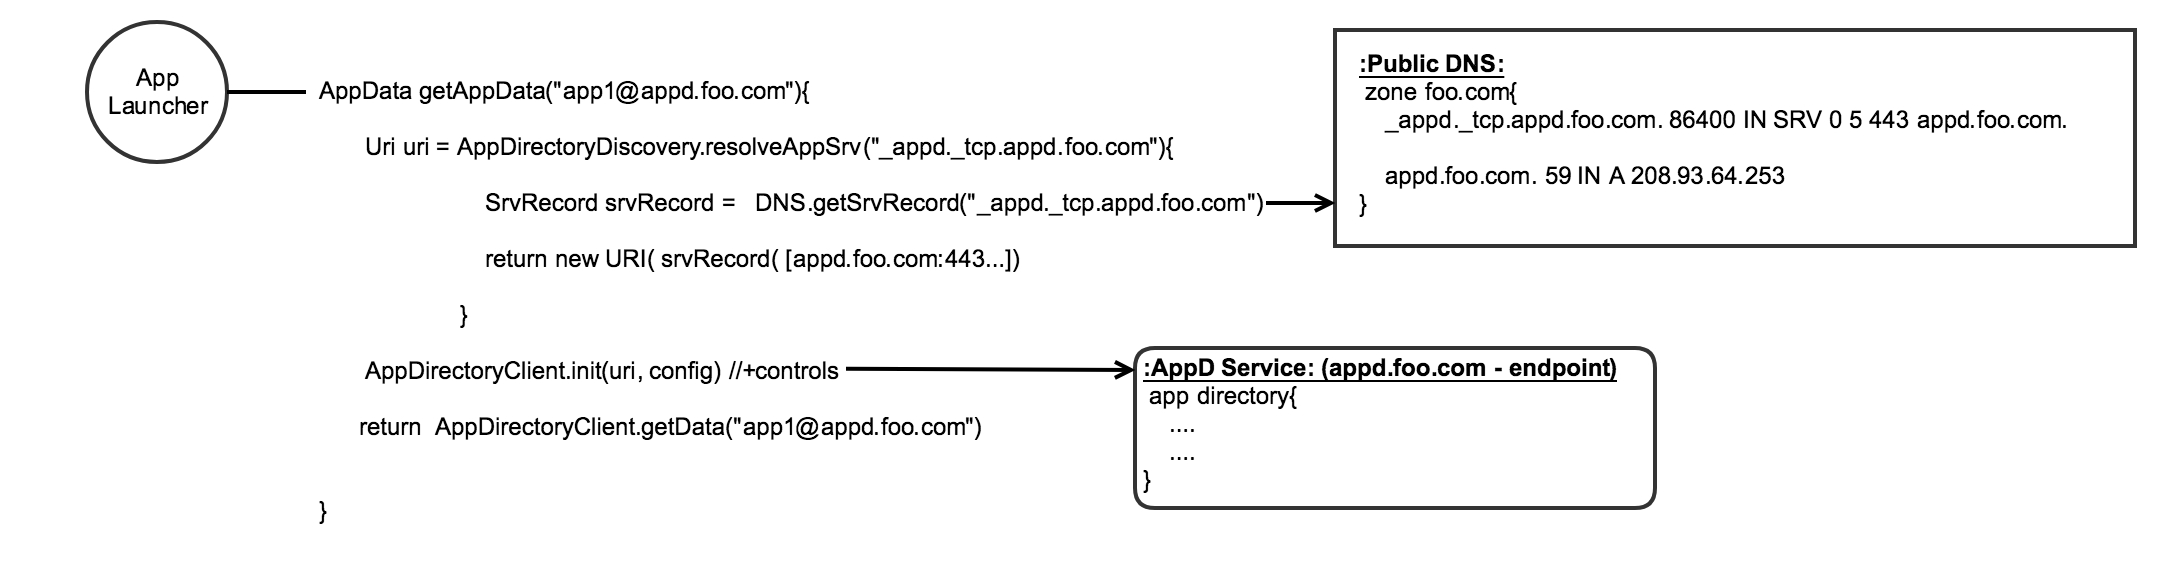 App
Launcher
AppData getAppData("app1@appd.foo.com"){
Uri uri = AppDirectoryDiscovery.resolveAppSrv("_appd._tcp.appd.foo.com"){
SrvRecord srvRecord =   DNS.getSrvRecord("_appd._tcp.appd.foo.com")
return new URI( srvRecord( [appd.foo.com:443...])
}
AppDirectoryClient.init(uri, config) //+controls
return  AppDirectoryClient.getData("app1@appd.foo.com")
}
:Public DNS:
zone foo.com{
_appd._tcp.appd.foo.com. 86400 IN SRV 0 5 443 appd.foo.com.
appd.foo.com. 59 IN A 208.93.64.253
}
:AppD Service: (appd.foo.com - endpoint)
app directory{
....
....
}